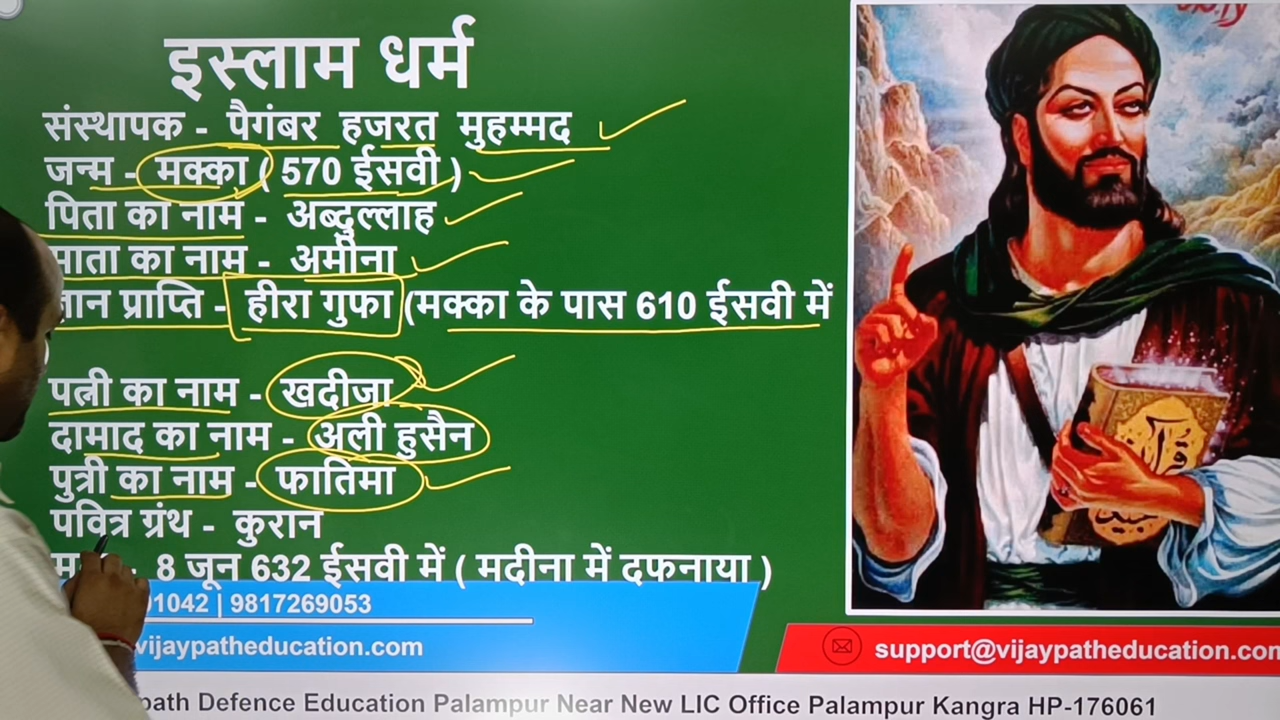 इस्लाम धर्म
संस्थापक - पैगंबर हजरत मुहम्मद
जन्म - मक्का ( 570 ईसवी )
पिता का नाम - अब्दुल्लाह
माता का नाम - अमीना
ज्ञान प्राप्ति - हीरा गुफा (मक्का के पास 610 ईसवी में
पत्नी का नाम - खदीजा
दामाद का नाम - अली हुसैन
पुत्री का नाम - फातिमा
पवित्र ग्रंथ - कुरान
- 8 जून 632 ईसवी में ( मदीना में दफनाया )
01042 | 9817269053
vijaypatheducation.com
support@vijaypatheducation.com
path Defence Education Palampur Near New LIC Office Palampur Kangra HP-176061